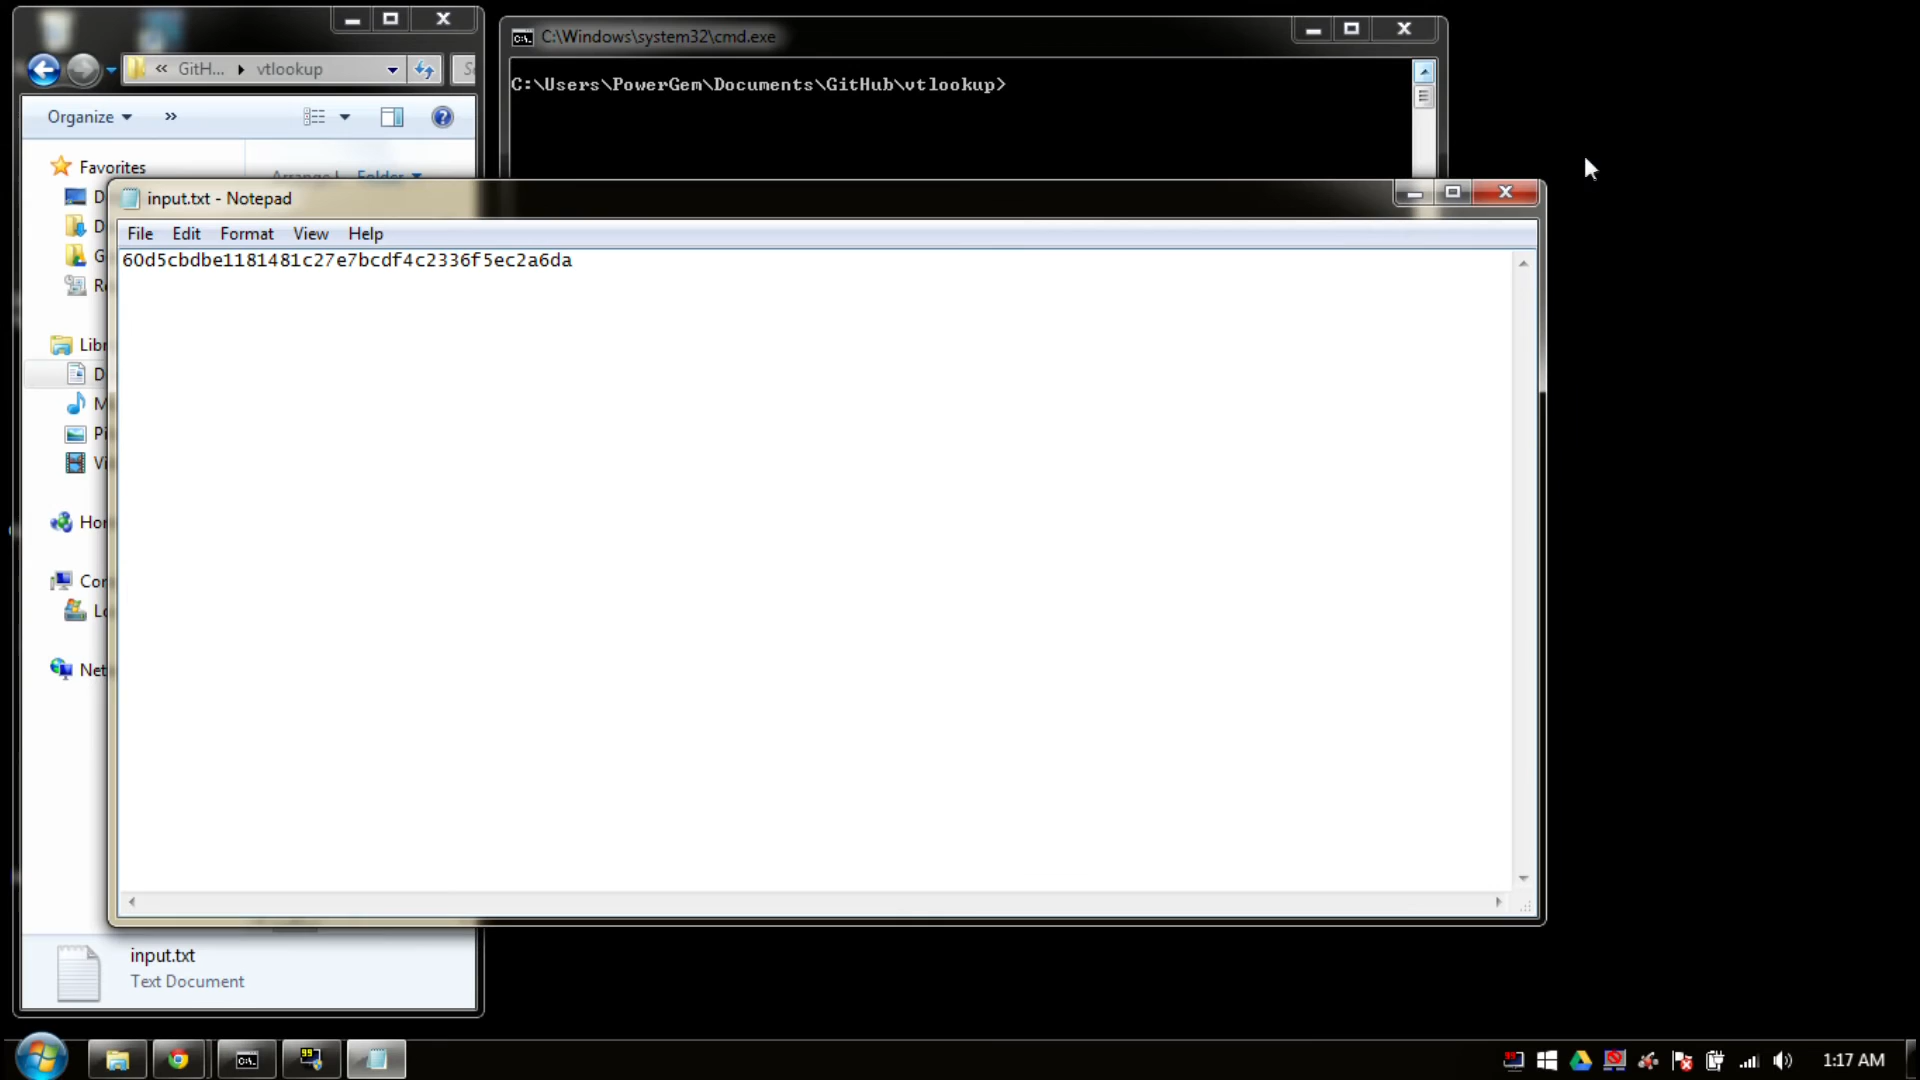 C:\Windows\system32\cmd.exe
GitH... vtlookup
C:\Users\PowerGem\Documents\GitHub\vtlookup>
Organize
Favorites
Folder
input.txt - Notepad
File Edit Format View Help
60d5cbdbe1181481c27e7bcdf4c2336f5ec2a6da
input.txt
Text Document
1:17 AM